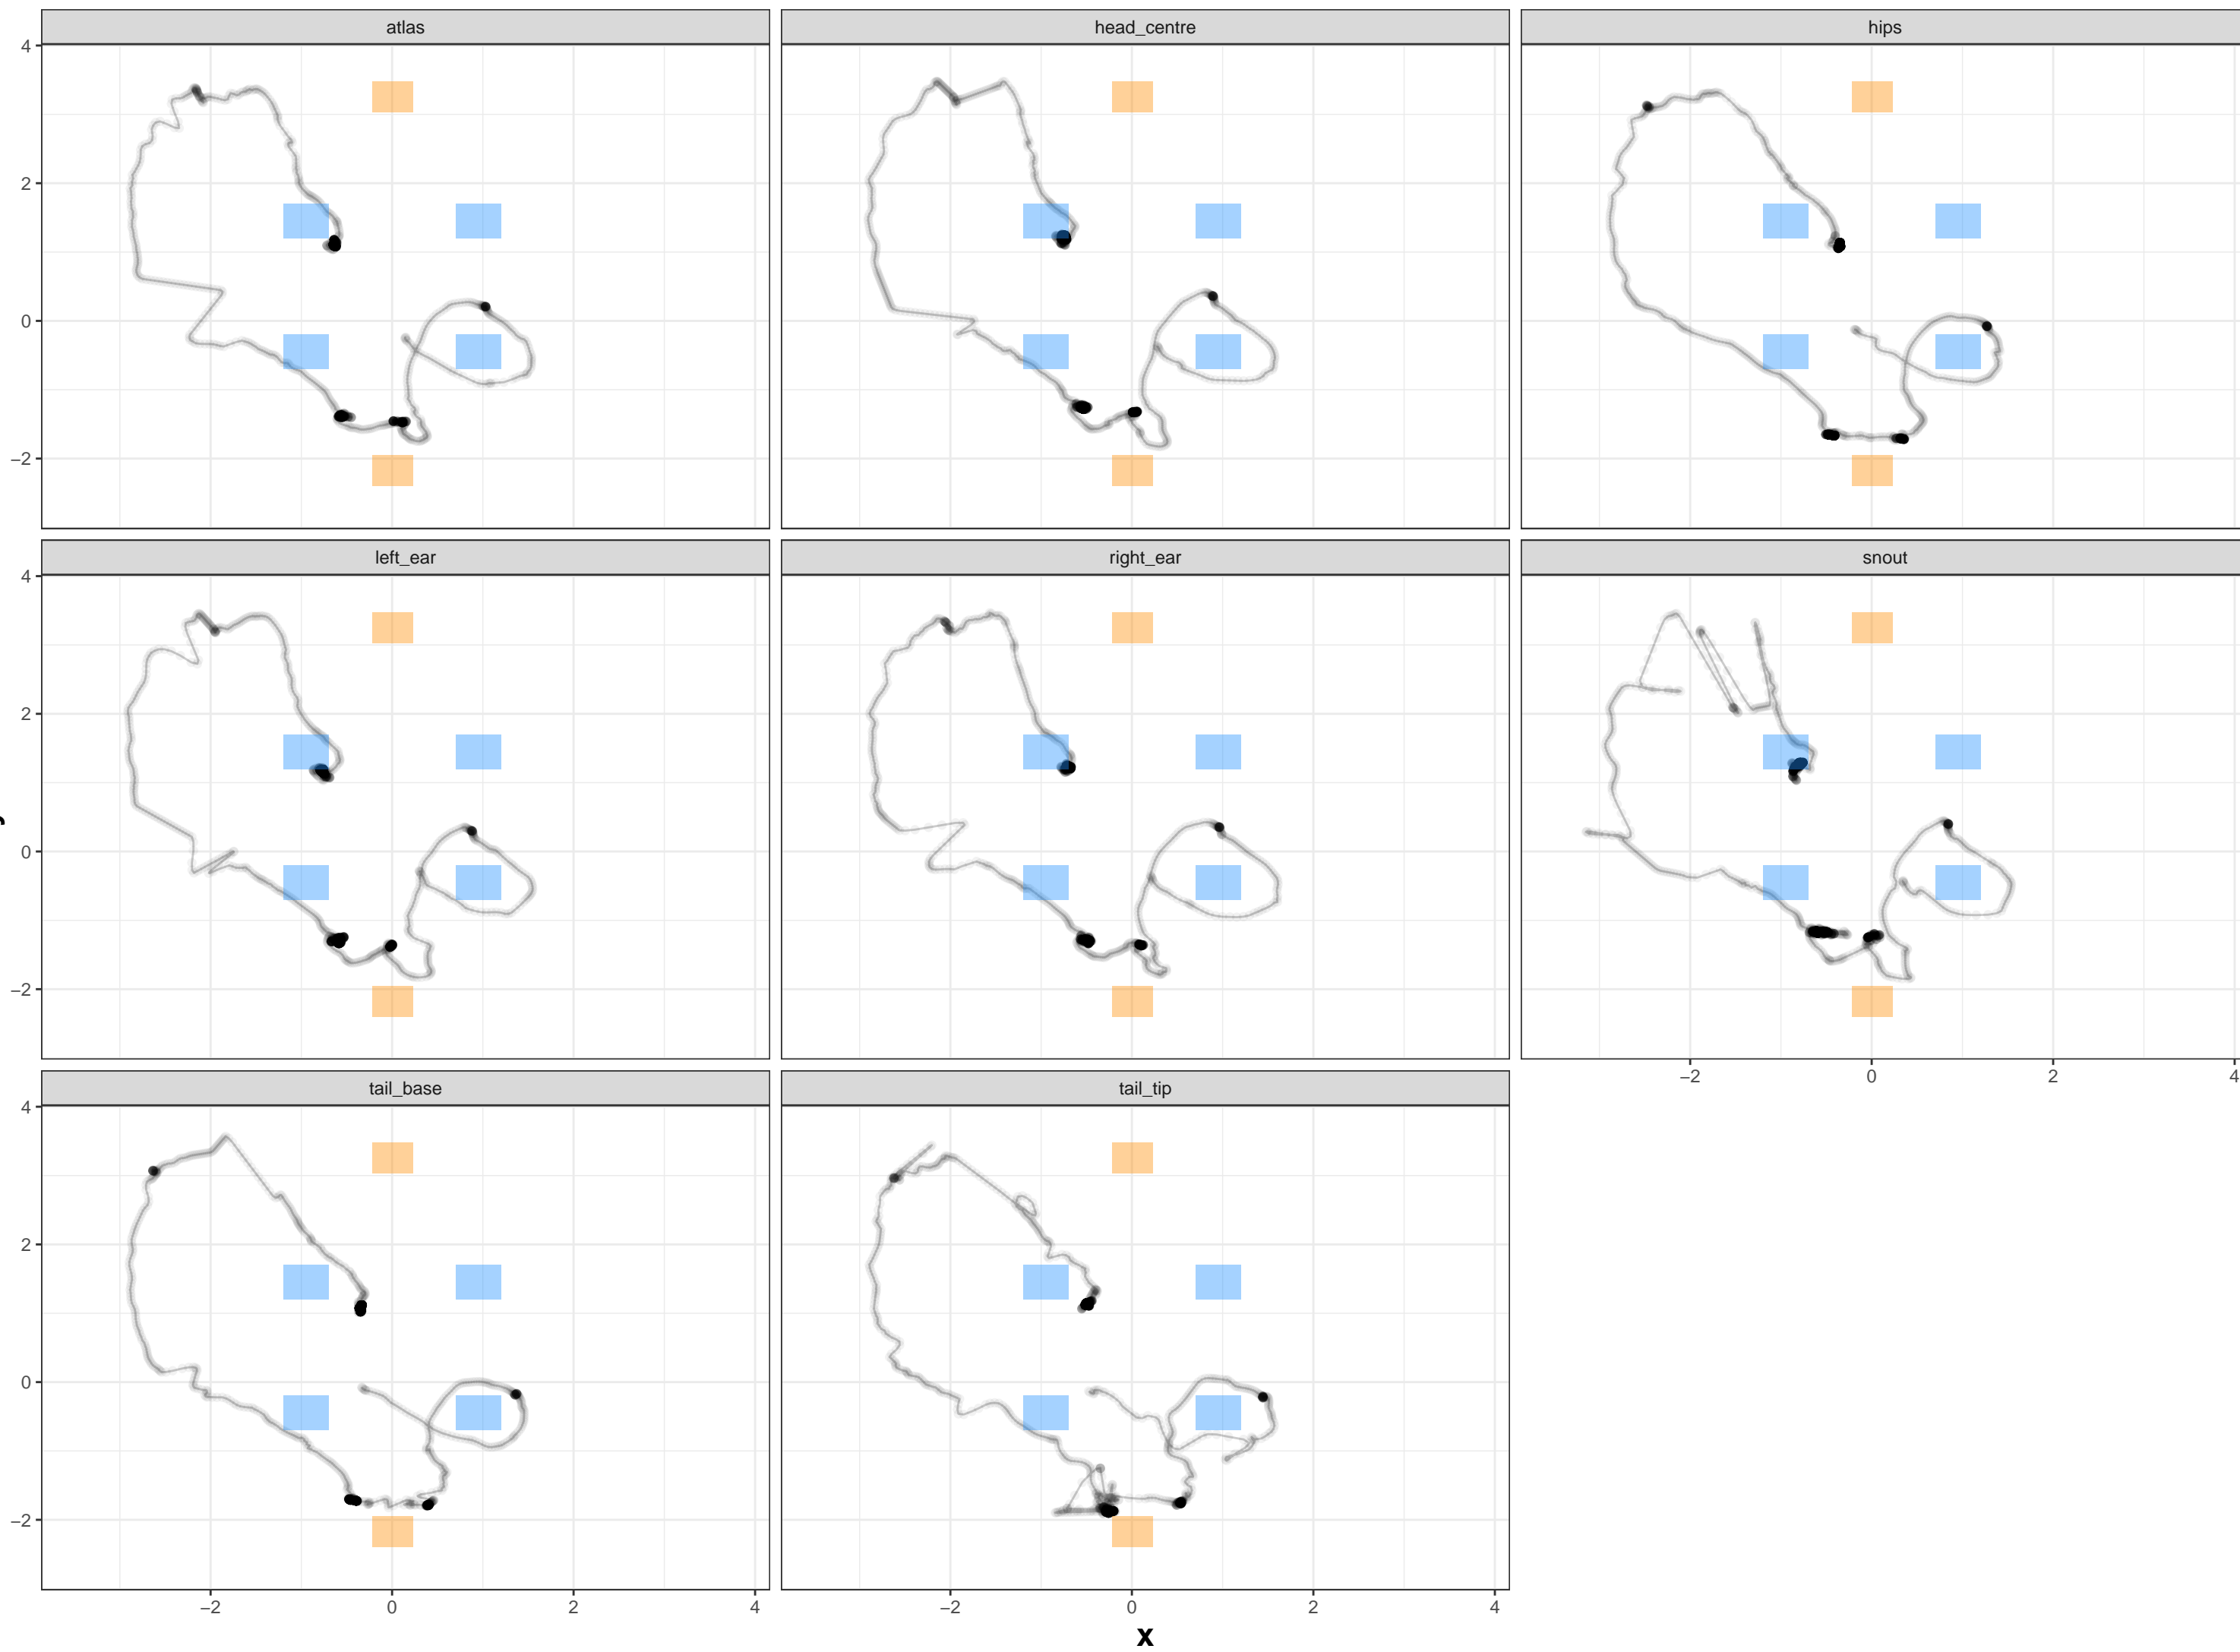 atlas head_centre hips
4
2
0
−2
left_ear right_ear snout
4
2
0
−2
−2 0 2 4
tail_base tail_tip
4
2
0
−2
−2 0 2 4 −2 0 2 4
x